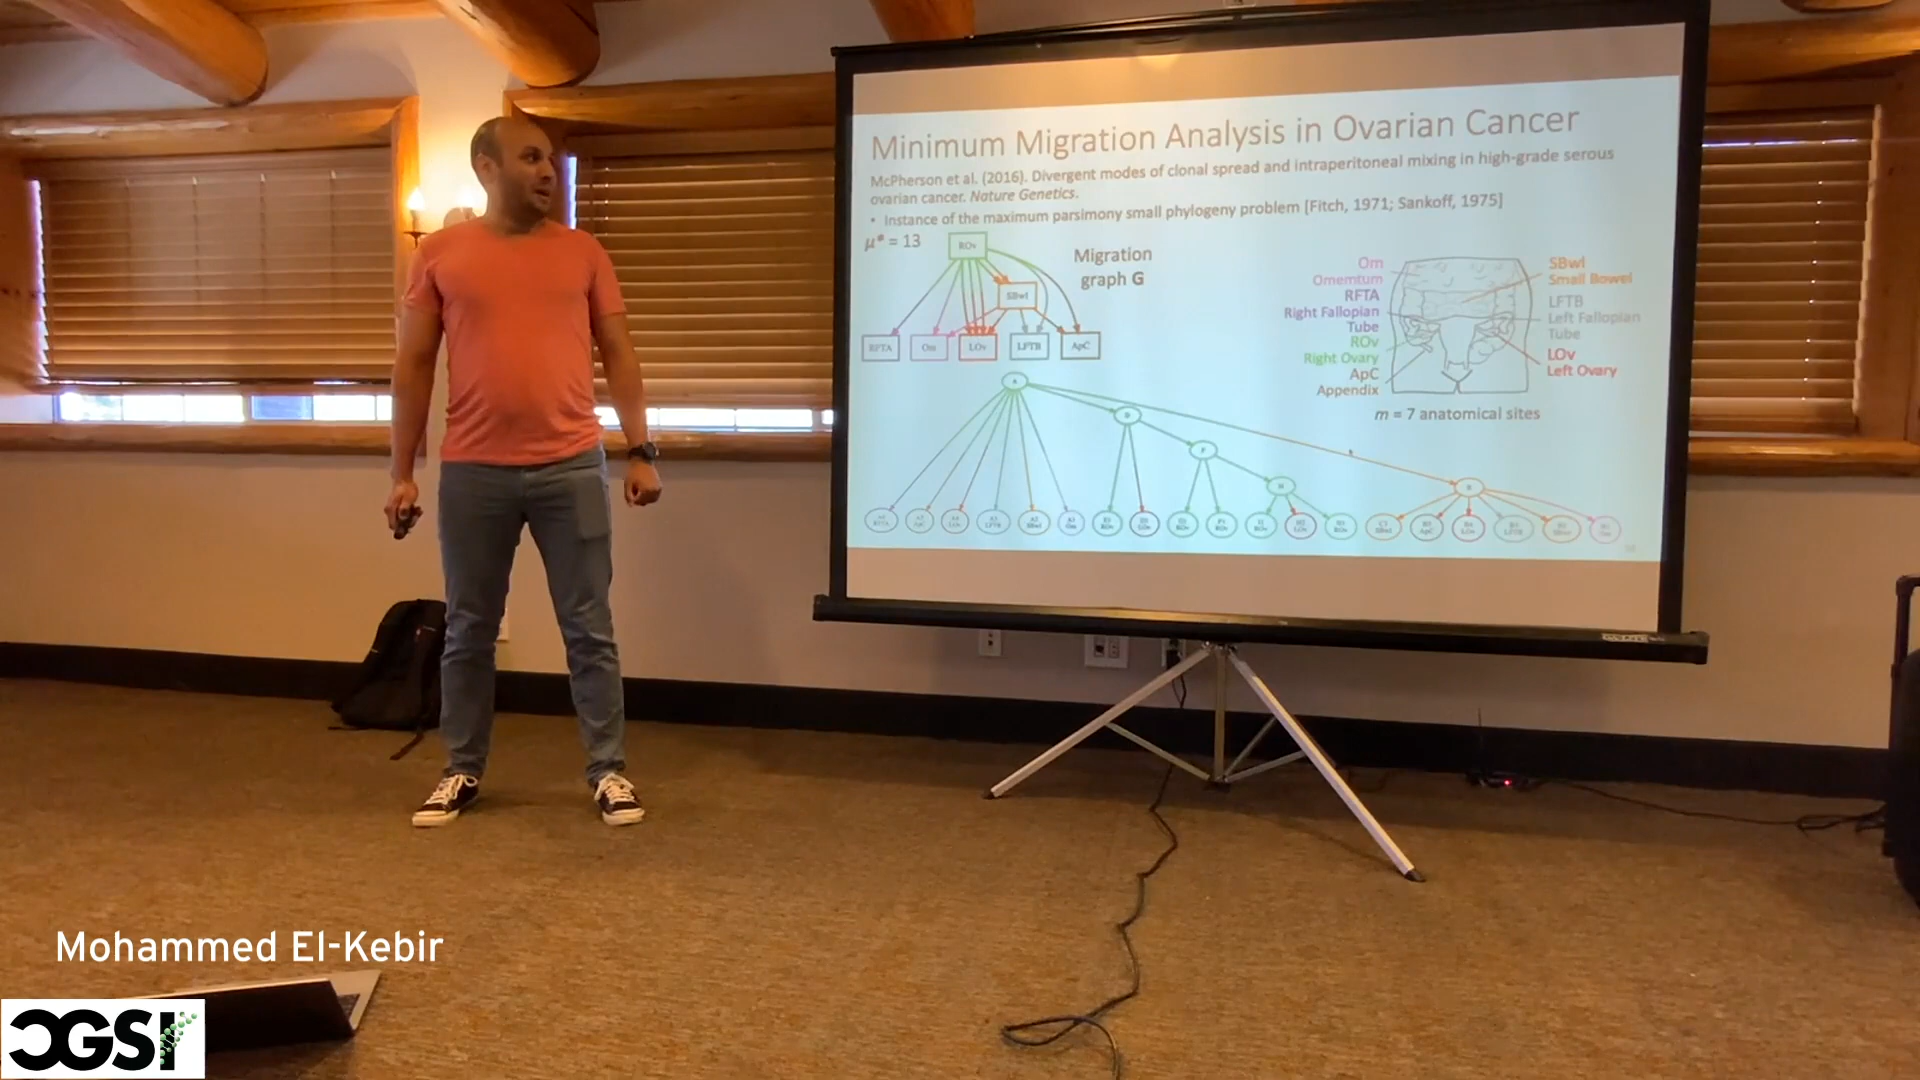 Minimum Migration Analysis in Ovarian Cancer
McPherson et al. (2016). Divergent modes of clonal spread and intraperitoneal mixing in high-grade serous
ovarian cancer. Nature Genetics.
• Instance of the maximum parsimony small phylogeny problem [Fitch, 1971; Sankoff, 1975]
μ* = 13
ROv
Migration
graph G
SBwl
RFTA
Om
LOv
LFTB
ApC
Om
Omemtum
RFTA
Right Fallopian
Tube
ROv
Right Ovary
ApC
Appendix
SBwl
Small Bowel
LFTB
Left Fallopian
Tube
LOv
Left Ovary
m = 7 anatomical sites
Mohammed El-Kebir
CGSI